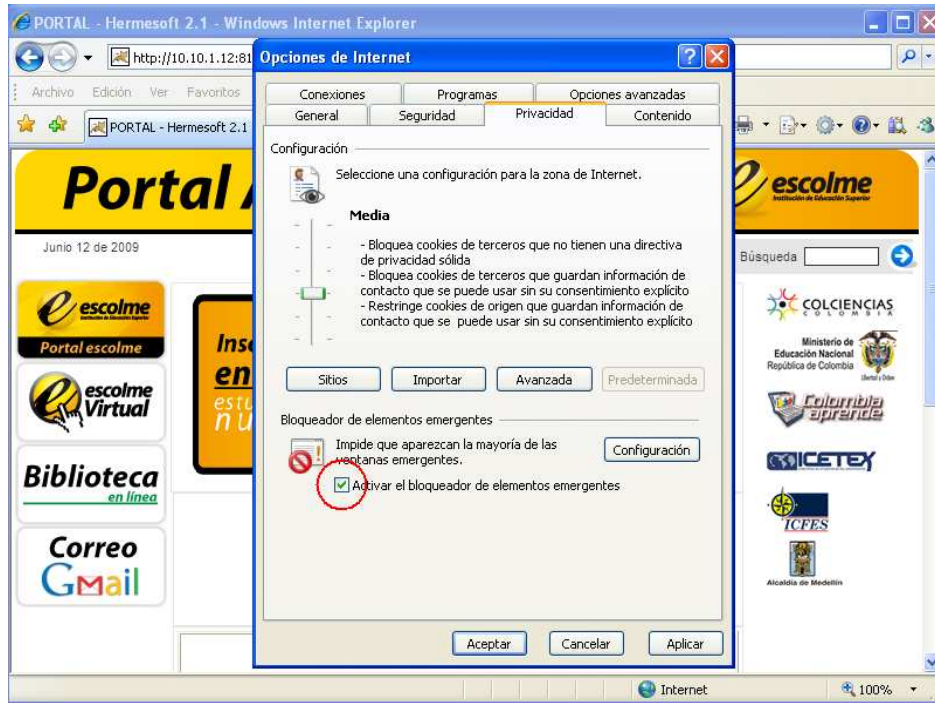 PORTAL - Hermesoft 2.1 - Windows Internet Explorer
http://10.10.1.12:81
Archivo Edición Ver Favoritos
PORTAL - Hermesoft 2.1
Opciones de Internet
Conexiones Programas Opciones avanzadas
General Seguridad Privacidad Contenido
Configuración
Seleccione una configuración para la zona de Internet.
Media
- Bloquea cookies de terceros que no tienen una directiva
de privacidad sólida
- Bloquea cookies de terceros que guardan información de
contacto que se puede usar sin su consentimiento explícito
- Restringe cookies de origen que guardan información de
contacto que se puede usar sin su consentimiento explícito
Sitios Importar Avanzada Predeterminada
Bloqueador de elementos emergentes
Impide que aparezcan la mayoría de las
ventanas emergentes.
Configuración
Activar el bloqueador de elementos emergentes
Aceptar Cancelar Aplicar
Portal
escolme
Institución de Educación Superior
Junio 12 de 2009
Búsqueda
escolme
Portal escolme
escolme
Virtual
Biblioteca
en línea
Correo
Gmail
en
COLCIENCIAS
COLOMBIA
Ministerio de
Educación Nacional
República de Colombia
Libertad y Orden
Colombia
aprende
ICETEX
ICFES
Alcaldía de Medellín
Internet 100%